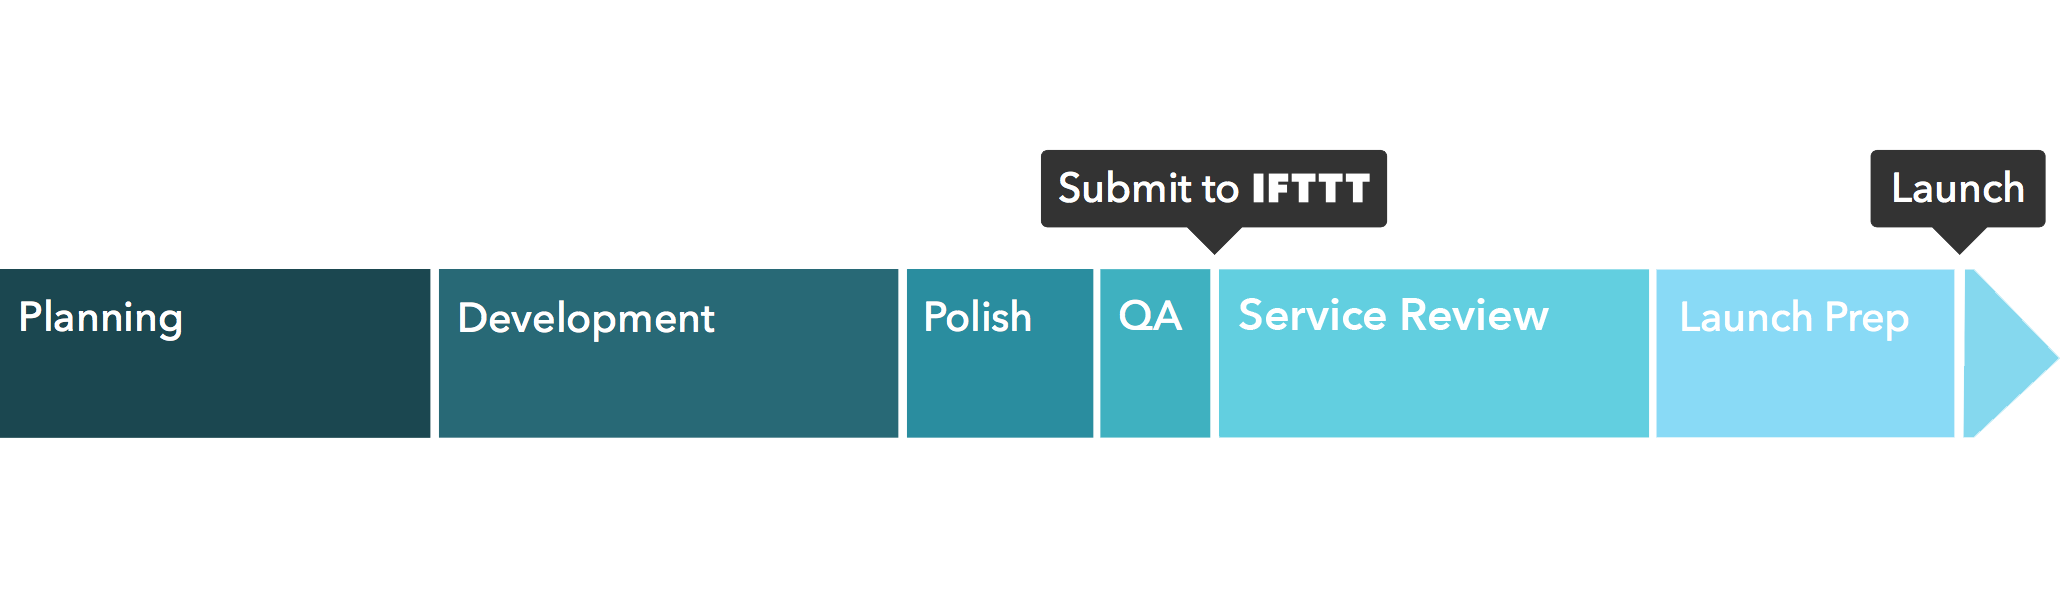 Submit to IFTTT
Launch
Planning
Development
Polish
QA
Service Review
Launch Prep